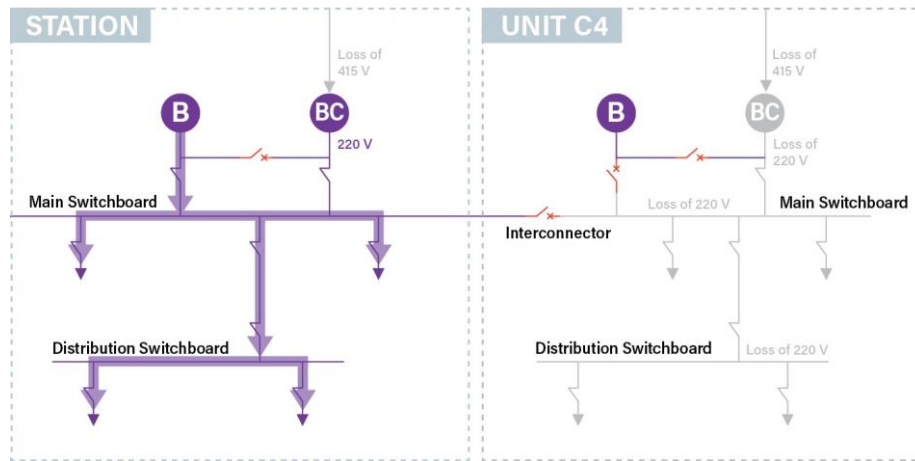 STATION
UNIT C4
Loss of
415 V
Loss of
415 V
B
BC
B
BC
220 V
Loss of
220 V
Main Switchboard
Loss of 220 V
Main Switchboard
Interconnector
Distribution Switchboard
Distribution Switchboard
Loss of 220 V